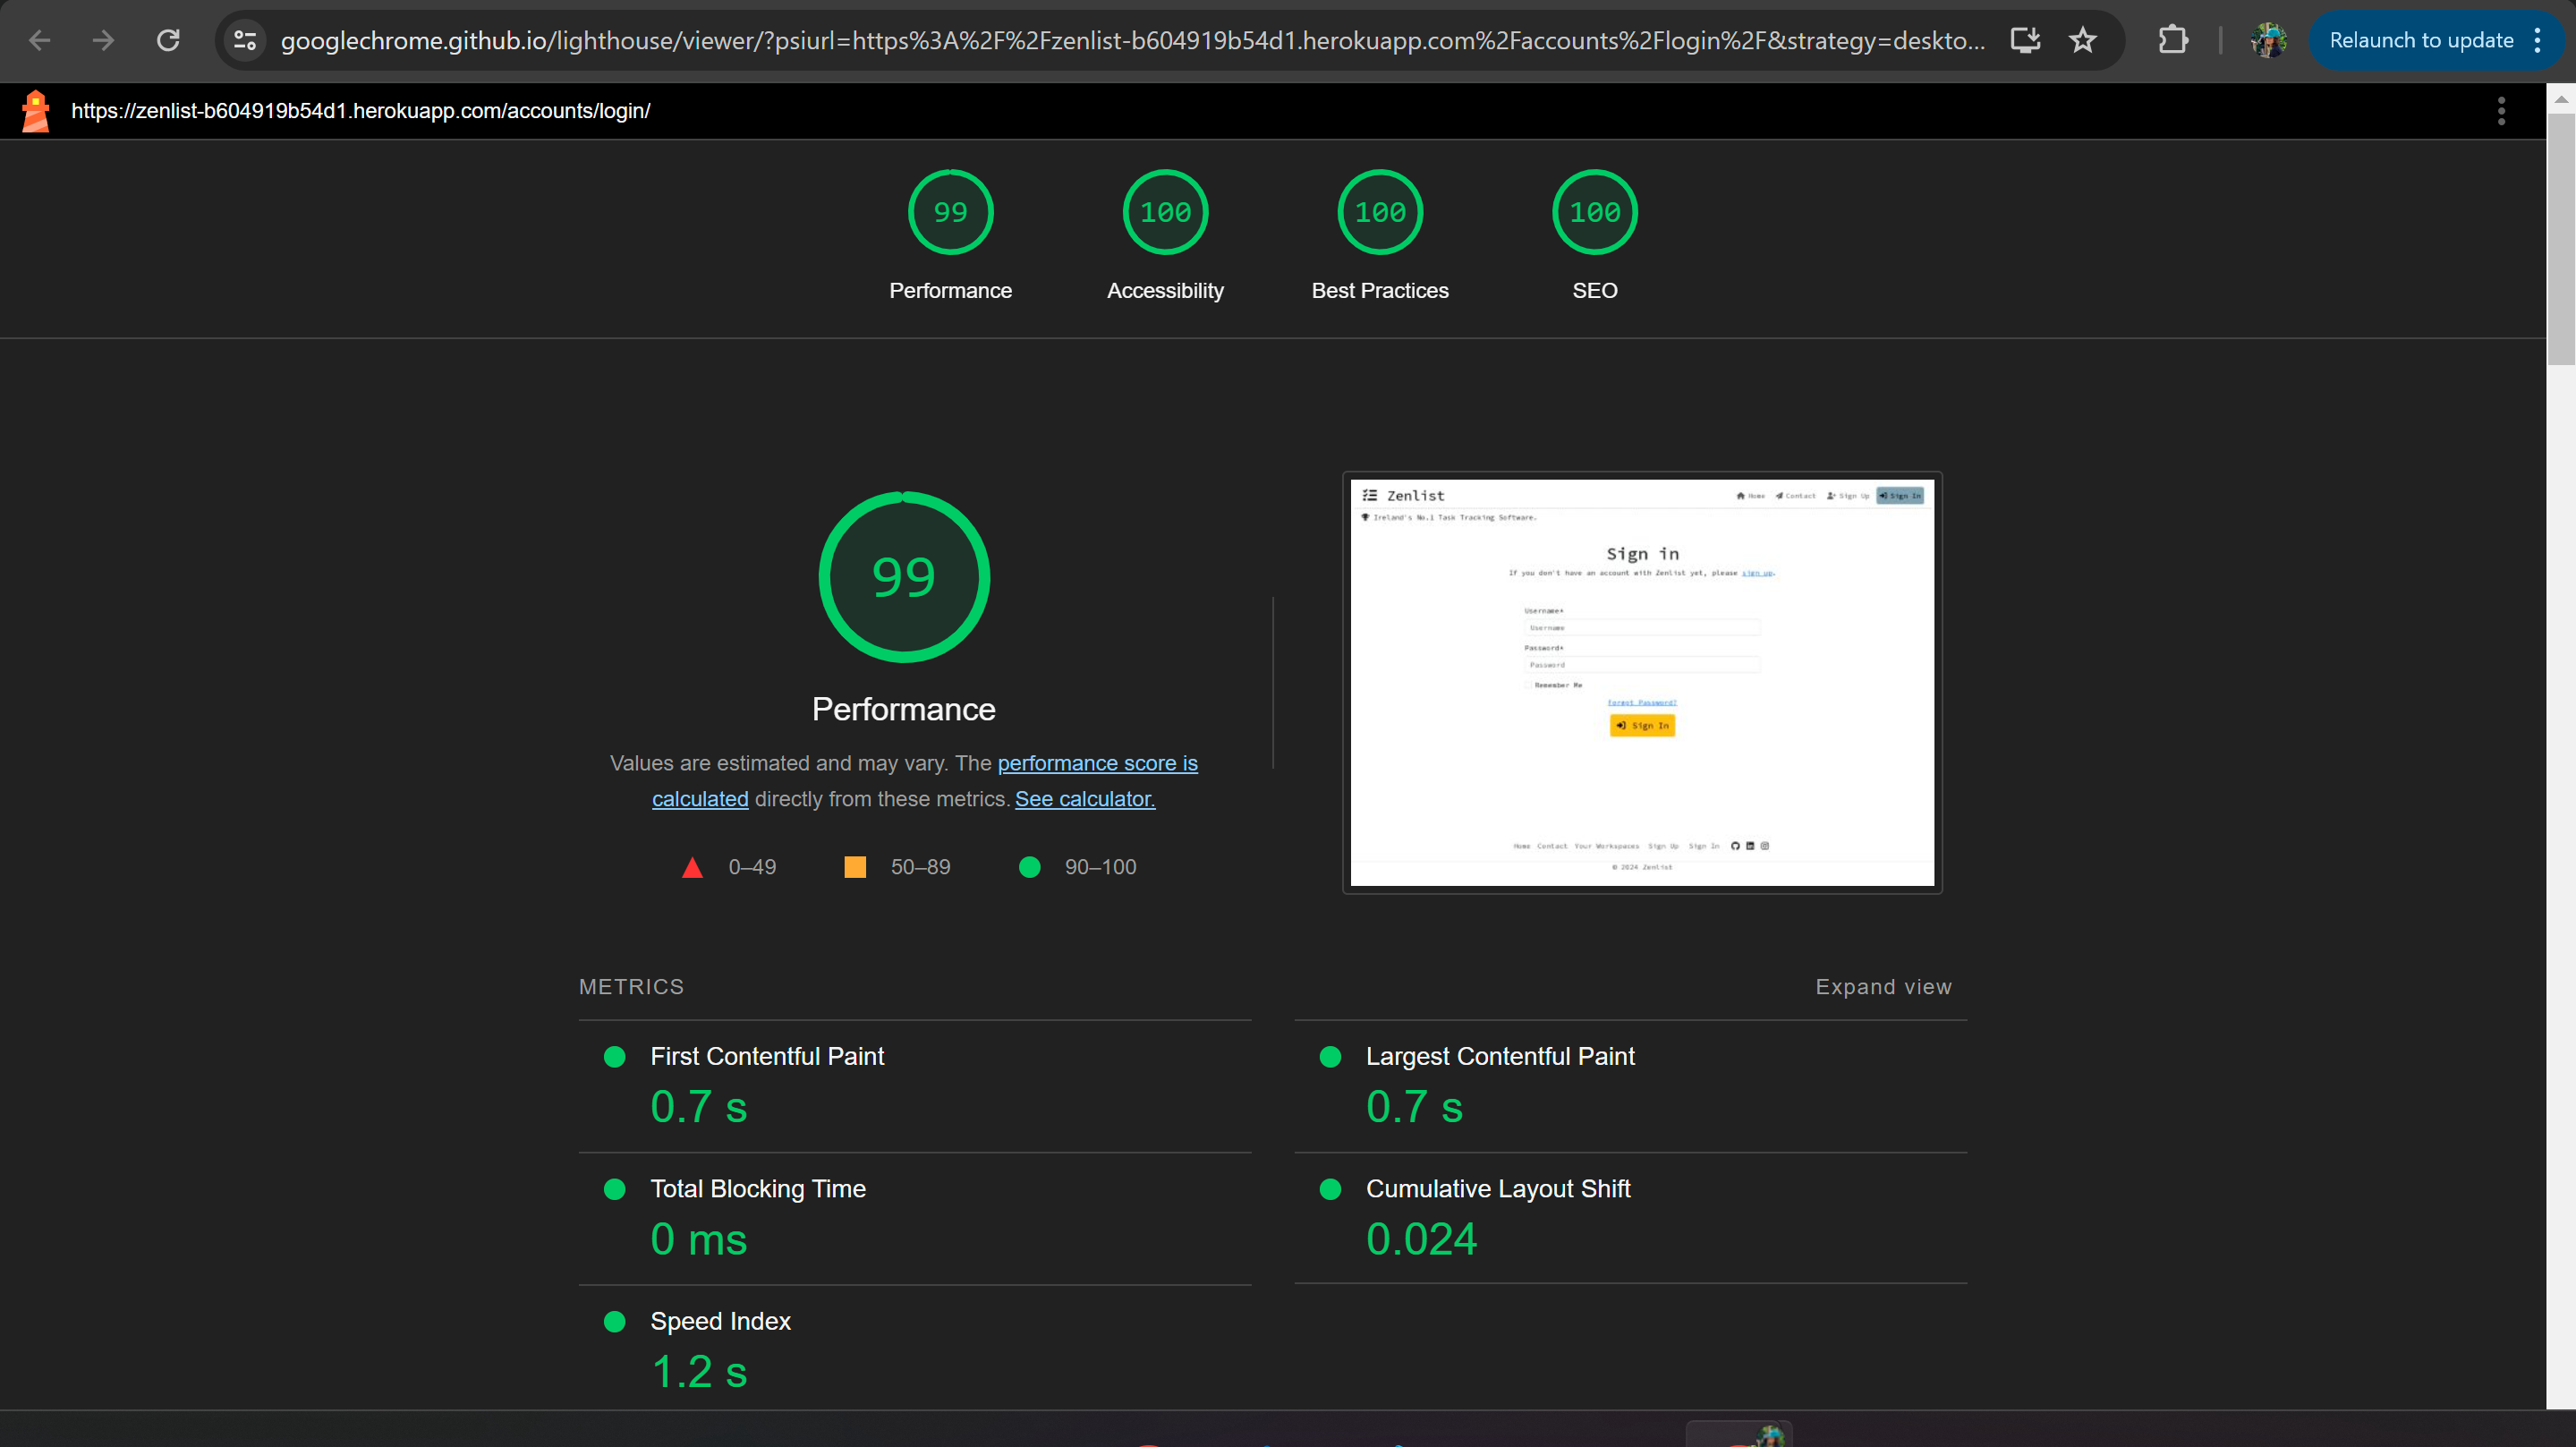 googlechrome.github.io/lighthouse/viewer/?psiurl=https%3A%2F%2Fzenlist-b604919b54d1.herokuapp.com%2Faccounts%2Flogin%2F&strategy=deskto...
Relaunch to update
https://zenlist-b604919b54d1.herokuapp.com/accounts/login/
99
100
100
100
Performance
Accessibility
Best Practices
SEO
99
Performance
Values are estimated and may vary. The performance score is
calculated directly from these metrics. See calculator.
0–49
50–89
90–100
Zenlist
Home
Contact
Sign Up
Sign In
Ireland's No.1 Task Tracking Software.
Sign in
If you don't have an account with Zenlist yet, please sign up.
Username*
Username
Password*
Password
Remember Me
Forgot Password?
Sign In
Home Contact Your Workspaces Sign Up Sign In
© 2024 Zenlist
METRICS
Expand view
First Contentful Paint
0.7 s
Largest Contentful Paint
0.7 s
Total Blocking Time
0 ms
Cumulative Layout Shift
0.024
Speed Index
1.2 s